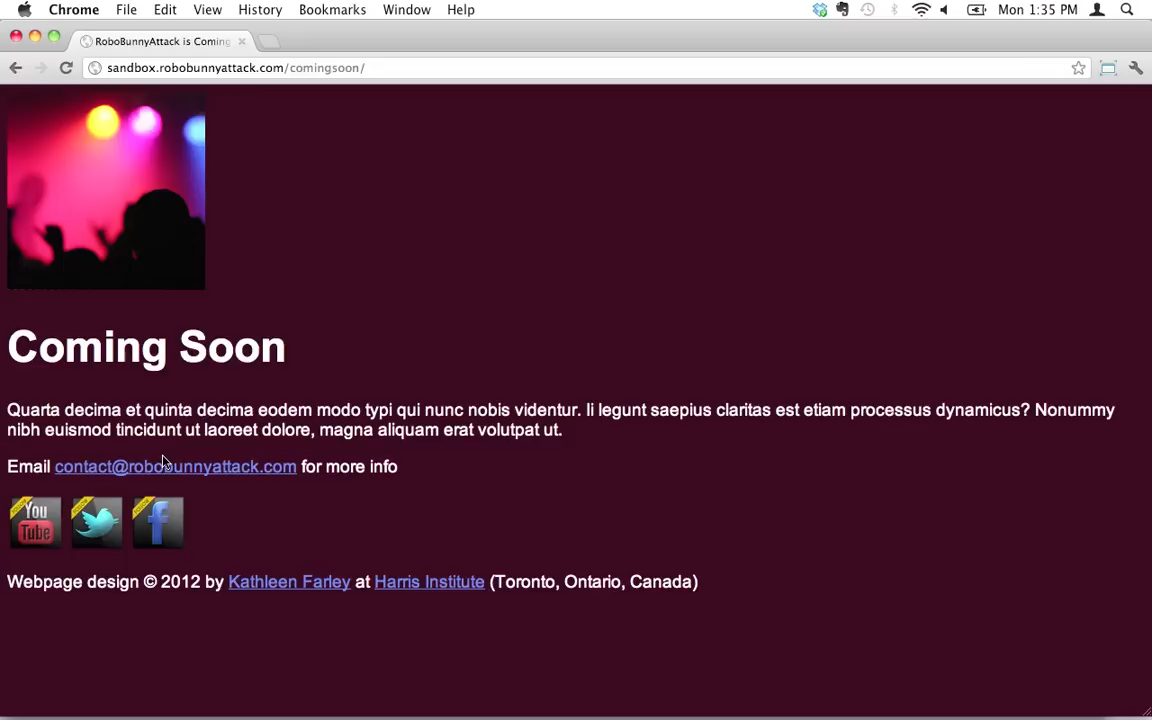 Chrome File Edit View History Bookmarks Window Help Mon 1:35 PM
RoboBunnyAttack is Coming
sandbox.robobunnyattack.com/comingsoon/
Coming Soon
Quarta decima et quinta decima eodem modo typi qui nunc nobis videntur. Ii legunt saepius claritas est etiam processus dynamicus? Nonummy
nibh euismod tincidunt ut laoreet dolore, magna aliquam erat volutpat ut.
Email contact@robobunnyattack.com for more info
You
Tube
Webpage design © 2012 by Kathleen Farley at Harris Institute (Toronto, Ontario, Canada)